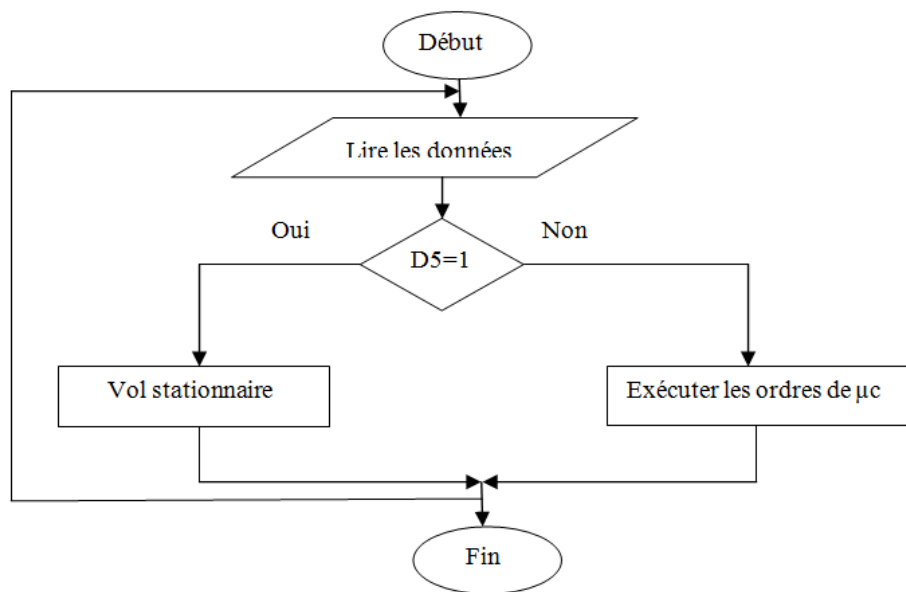 Début
Lire les données
Oui
Non
D5=1
Vol stationnaire
Exécuter les ordres de µc
Fin